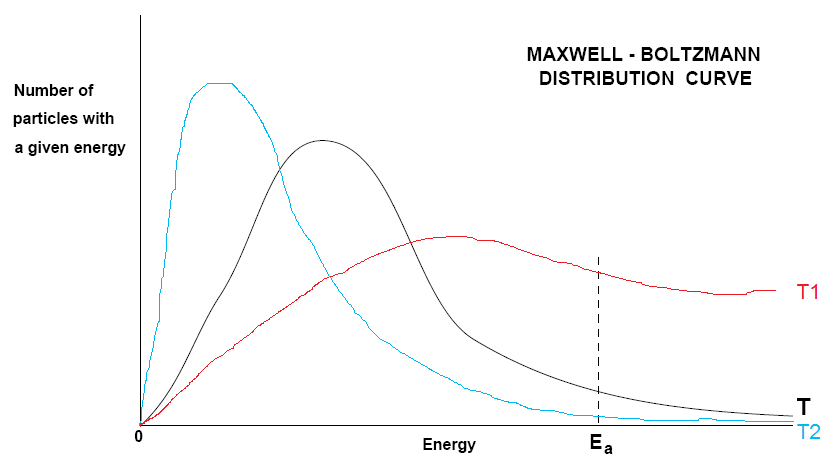 MAXWELL - BOLTZMANN
DISTRIBUTION CURVE
Number of
particles with
a given energy
T1
T
T2
0
Energy
Ea